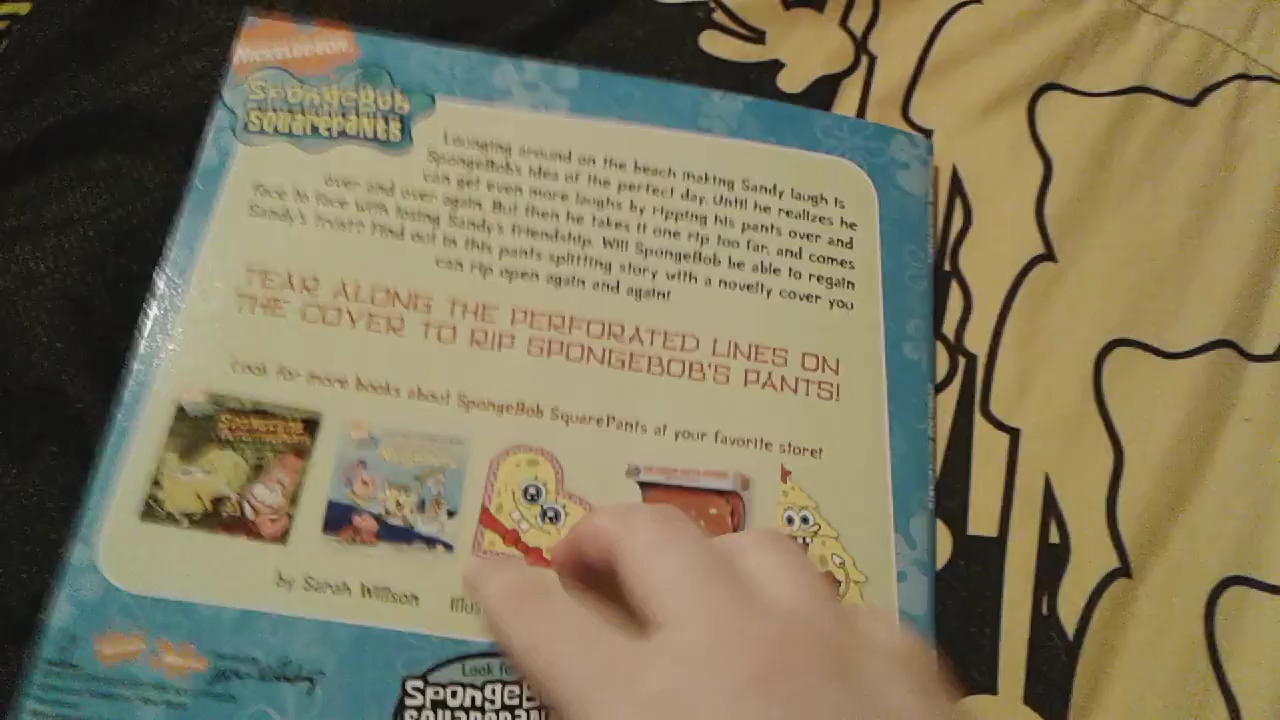 NICKELODEON
SpongeBob
SquarePants
Lounging around on the beach making Sandy laugh is
SpongeBob's idea of the perfect day. Until he realizes he
can get even more laughs by ripping his pants over and
over and over again. But then he takes it one rip too far, and comes
face to face with losing Sandy's friendship. Will SpongeBob be able to regain
Sandy's trust? Find out in this pants splitting story with a novelty cover you
can rip open again and again!
TEAR ALONG THE PERFORATED LINES ON
THE COVER TO RIP SPONGEBOB'S PANTS!
Look for more books about SpongeBob SquarePants at your favorite store!
by Sarah Willson Illus
Look fo
SpongeB
SquarePan